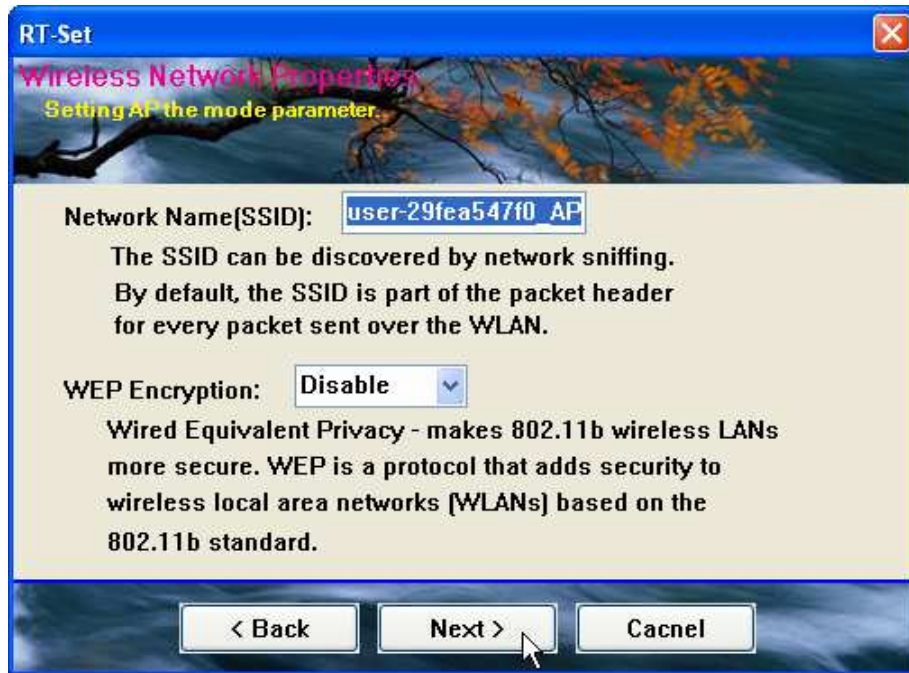 RT-Set
Wireless Network Properties
Setting AP the mode parameter.
Network Name(SSID): user-29fea547f0_AP
The SSID can be discovered by network sniffing.
By default, the SSID is part of the packet header
for every packet sent over the WLAN.
WEP Encryption: Disable
Wired Equivalent Privacy - makes 802.11b wireless LANs
more secure. WEP is a protocol that adds security to
wireless local area networks (WLANs) based on the
802.11b standard.
< Back Next > Cacnel